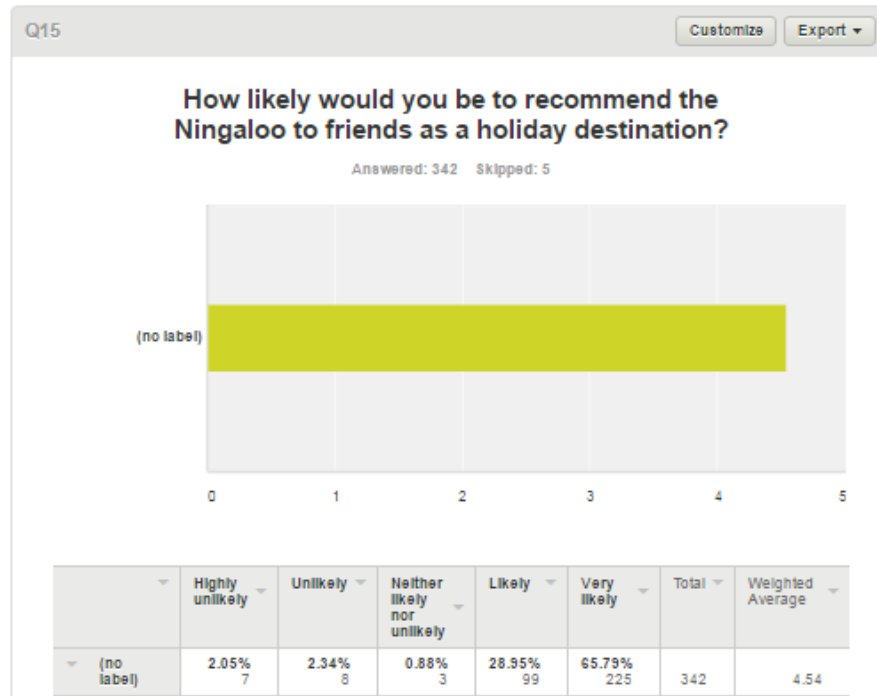 Q15
Customize
Export
How likely would you be to recommend the
Ningaloo to friends as a holiday destination?
Answered: 342 Skipped: 5
(no label)
0 1 2 3 4 5
Highly unlikely
Unlikely
Neither likely nor unlikely
Likely
Very likely
Total
Weighted Average
(no label)
2.05% 2.34% 0.88% 28.95% 65.79%
7 8 3 99 225 342 4.54